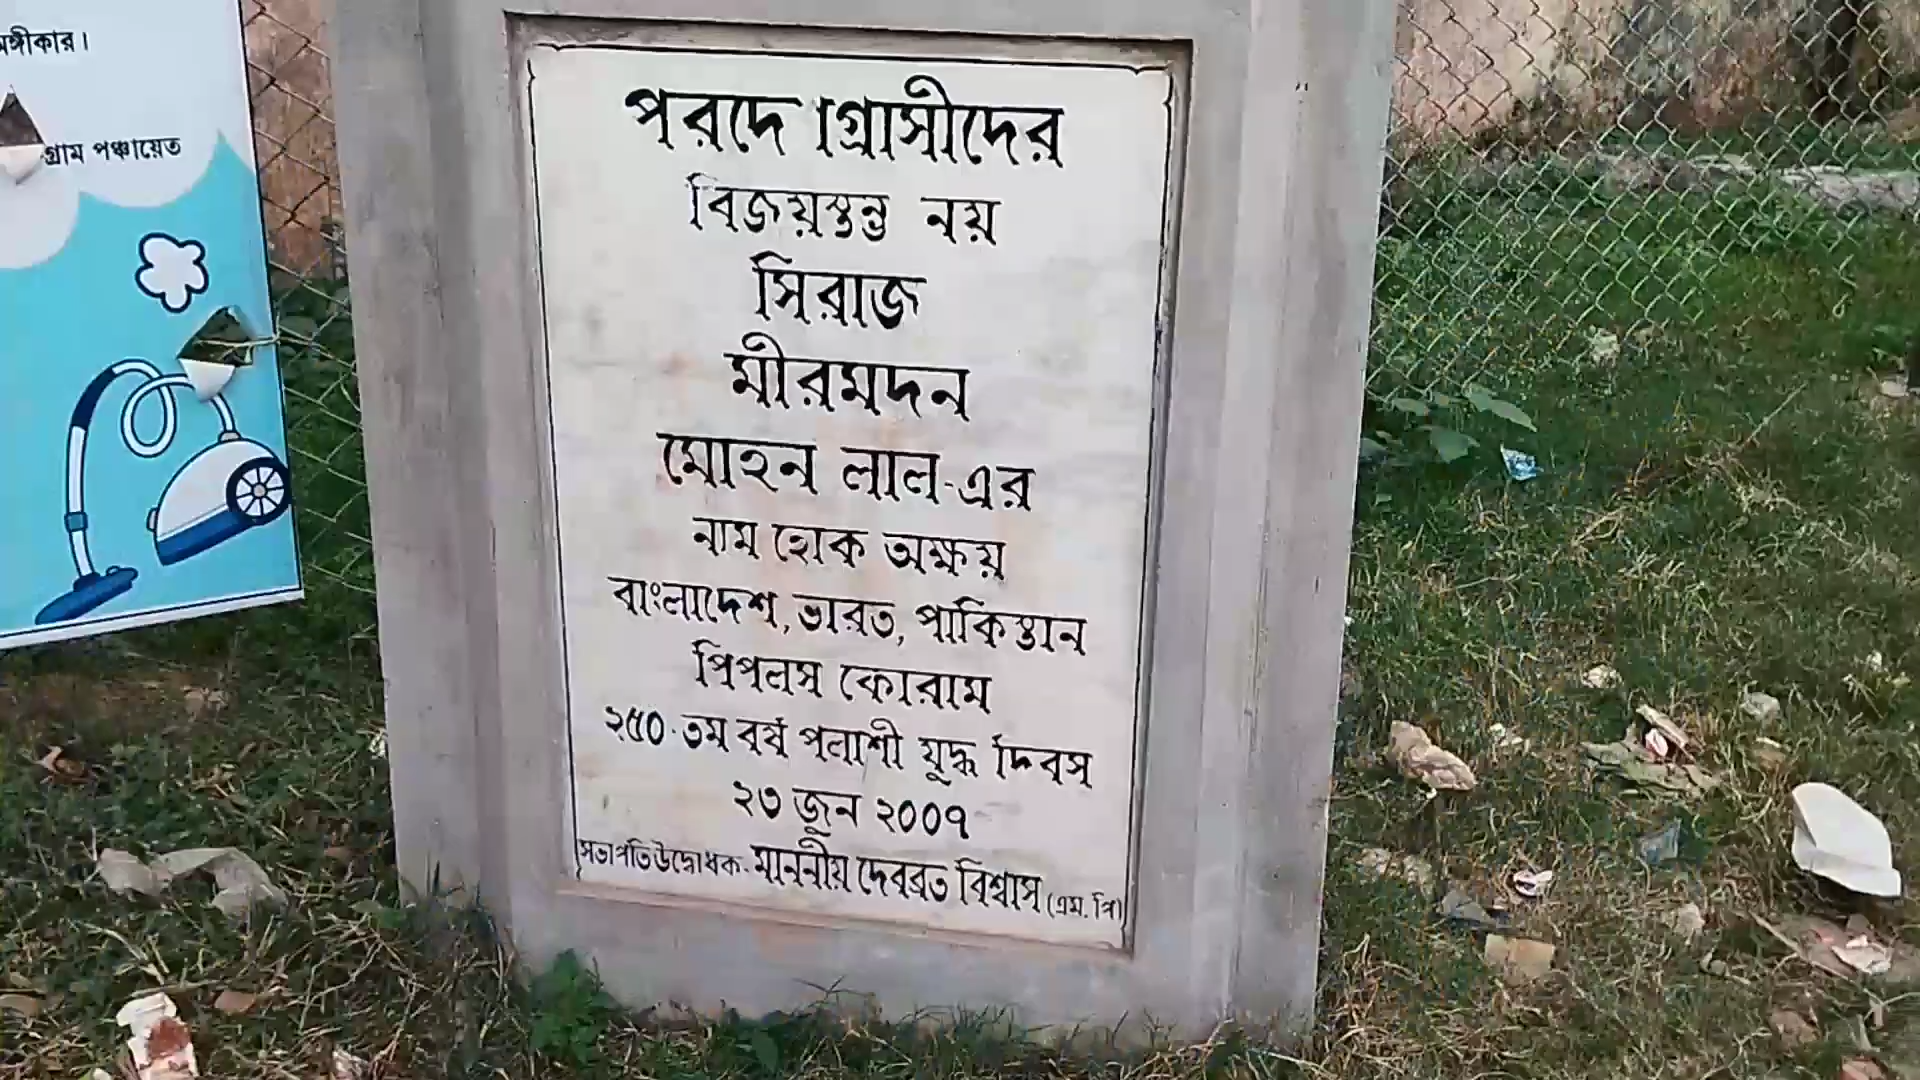 ঙ্গীকার।
গ্রাম পঞ্চায়েত
পরদেশগ্রাসীদের
বিজয়স্তম্ভ নয়
সিরাজ
মীরমদন
মোহন লাল-এর
নাম হোক অক্ষয়
বাংলাদেশ, ভারত, পাকিস্তান
পিপলস ফোরাম
২৫০-তম বর্ষ পলাশী যুদ্ধ দিবস
২৩ জুন ২০০৭
সভাপতি উদ্বোধক- মাননীয় দেবব্রত বিশ্বাস (এম. পি)